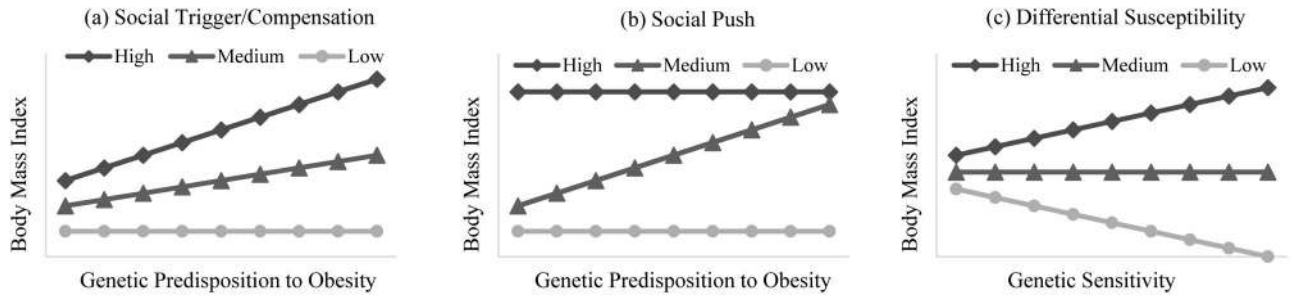 (a) Social Trigger/Compensation
High Medium Low
Body Mass Index
Genetic Predisposition to Obesity
(b) Social Push
High Medium Low
Body Mass Index
Genetic Predisposition to Obesity
(c) Differential Susceptibility
High Medium Low
Body Mass Index
Genetic Sensitivity